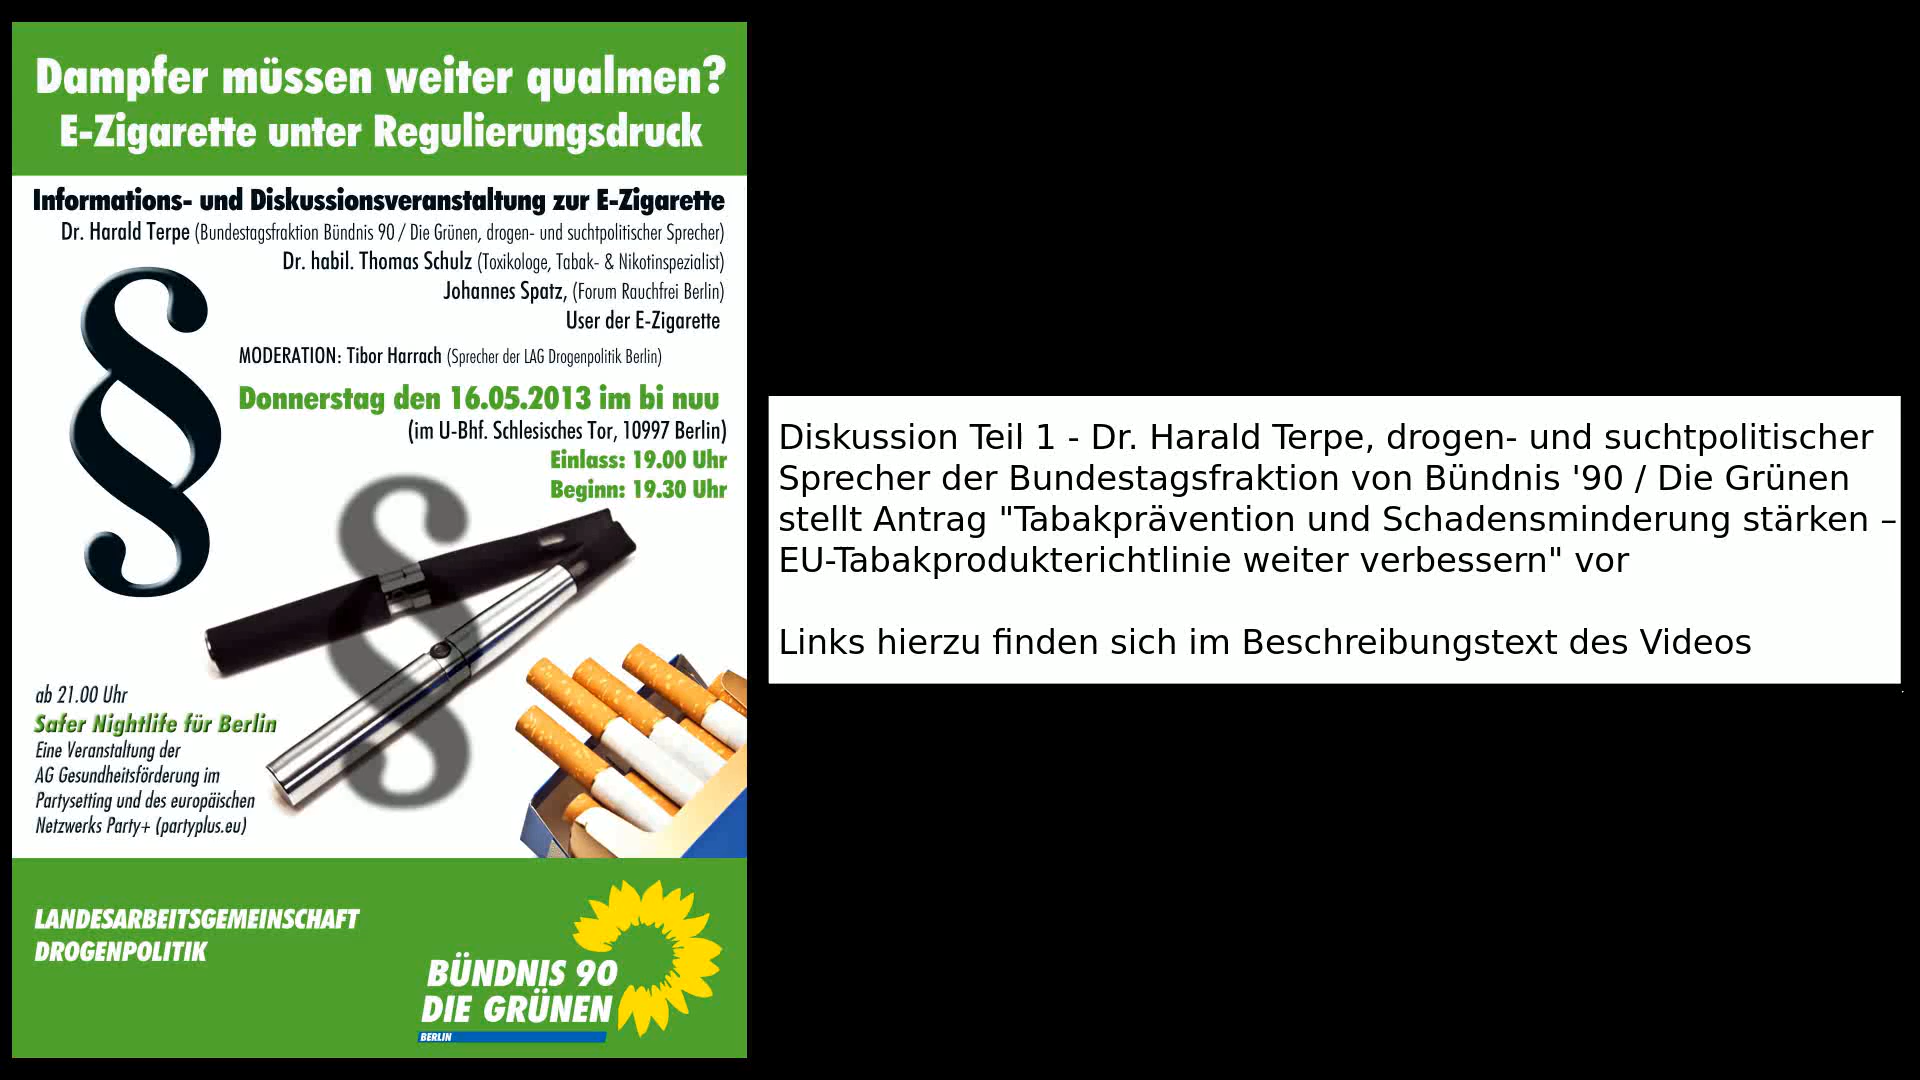 Dampfer müssen weiter qualmen?
E-Zigarette unter Regulierungsdruck
Informations- und Diskussionsveranstaltung zur E-Zigarette
Dr. Harald Terpe (Bundestagsfraktion Bündnis 90 / Die Grünen, drogen- und suchtpolitischer Sprecher)
Dr. habil. Thomas Schulz (Toxikologe, Tabak- & Nikotinspezialist)
Johannes Spatz, (Forum Rauchfrei Berlin)
User der E-Zigarette
MODERATION: Tibor Harrach (Sprecher der LAG Drogenpolitik Berlin)
Donnerstag den 16.05.2013 im bi nuu
(im U-Bhf. Schlesisches Tor, 10997 Berlin)
Einlass: 19.00 Uhr
Beginn: 19.30 Uhr
§
§
ab 21.00 Uhr
Safer Nightlife für Berlin
Eine Veranstaltung der
AG Gesundheitsförderung im
Partysetting und des europäischen
Netzwerks Party+ (partyplus.eu)
LANDESARBEITSGEMEINSCHAFT
DROGENPOLITIK
BÜNDNIS 90
DIE GRÜNEN
BERLIN
Diskussion Teil 1 - Dr. Harald Terpe, drogen- und suchtpolitischer
Sprecher der Bundestagsfraktion von Bündnis '90 / Die Grünen
stellt Antrag "Tabakprävention und Schadensminderung stärken –
EU-Tabakprodukterichtlinie weiter verbessern" vor
Links hierzu finden sich im Beschreibungstext des Videos